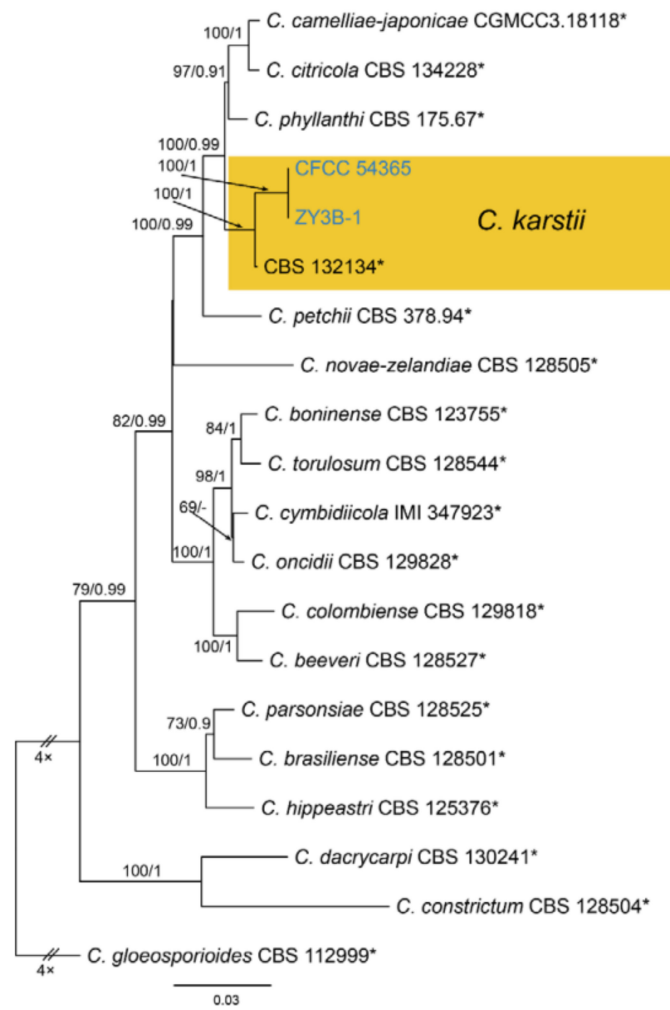 100/1
C. camelliae-japonicae CGMCC3.18118*
97/0.91
C. citricola CBS 134228*
C. phyllanthi CBS 175.67*
100/0.99
100/1
CFCC 54365
100/1
ZY3B-1
C. karstii
100/0.99
CBS 132134*
C. petchii CBS 378.94*
C. novae-zelandiae CBS 128505*
82/0.99
84/1
C. boninense CBS 123755*
98/1
C. torulosum CBS 128544*
69/-
C. cymbidiicola IMI 347923*
100/1
C. oncidii CBS 129828*
79/0.99
C. colombiense CBS 129818*
100/1
C. beeveri CBS 128527*
73/0.9
C. parsonsiae CBS 128525*
4×
100/1
C. brasiliense CBS 128501*
C. hippeastri CBS 125376*
100/1
C. dacrycarpi CBS 130241*
C. constrictum CBS 128504*
4×
C. gloeosporioides CBS 112999*
0.03